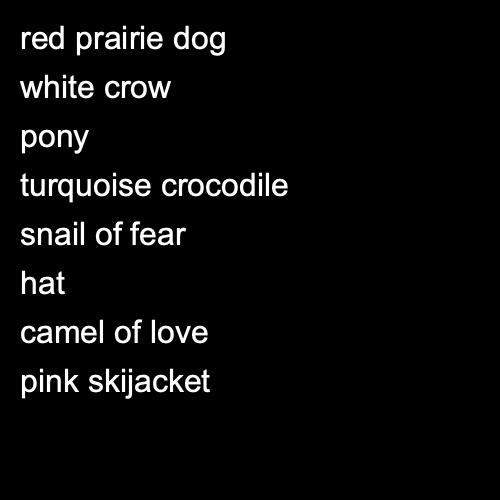 red prairie dog
white crow
pony
turquoise crocodile
snail of fear
hat
camel of love
pink skijacket